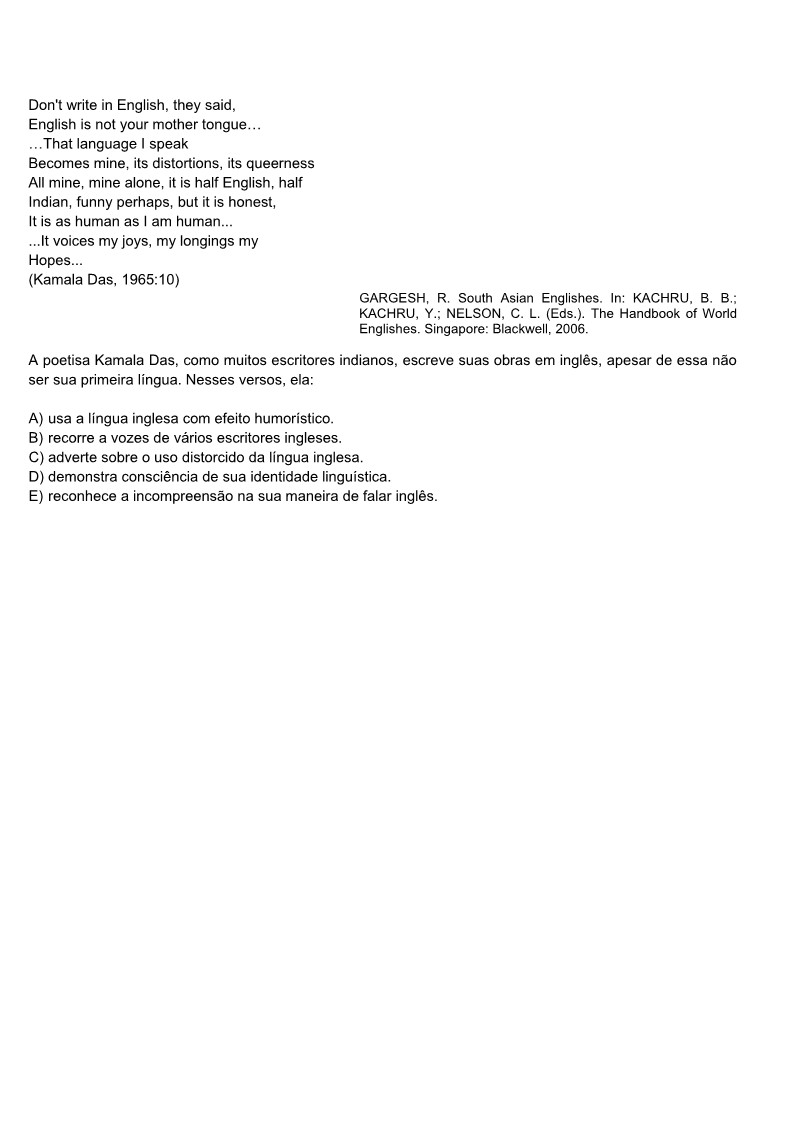 Don't write in English, they said,
English is not your mother tongue…
…That language I speak
Becomes mine, its distortions, its queerness
All mine, mine alone, it is half English, half
Indian, funny perhaps, but it is honest,
It is as human as I am human...
...It voices my joys, my longings my
Hopes...
(Kamala Das, 1965:10)
GARGESH, R. South Asian Englishes. In: KACHRU, B. B.;
KACHRU, Y.; NELSON, C. L. (Eds.). The Handbook of World
Englishes. Singapore: Blackwell, 2006.
A poetisa Kamala Das, como muitos escritores indianos, escreve suas obras em inglês, apesar de essa não
ser sua primeira língua. Nesses versos, ela:
A) usa a língua inglesa com efeito humorístico.
B) recorre a vozes de vários escritores ingleses.
C) adverte sobre o uso distorcido da língua inglesa.
D) demonstra consciência de sua identidade linguística.
E) reconhece a incompreensão na sua maneira de falar inglês.